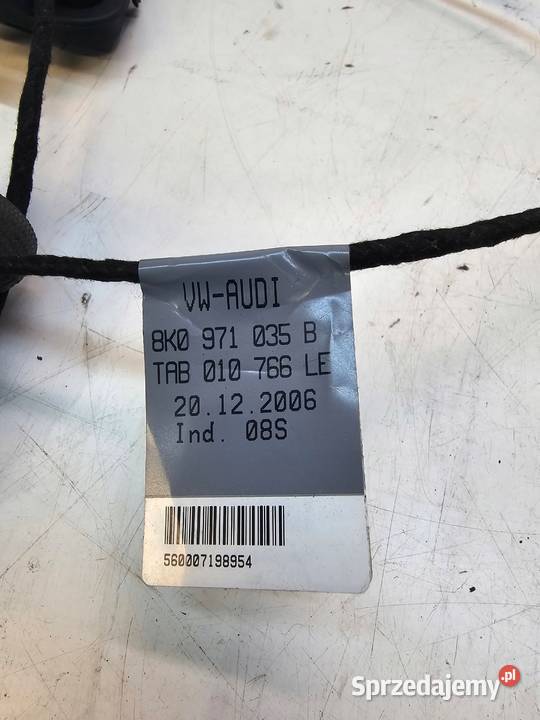 VW-AUDI
8K0 971 035 B
TAB 010 766 LE
20.12.2006
Ind. 08S
560007198954
Sprzedajemy.pl